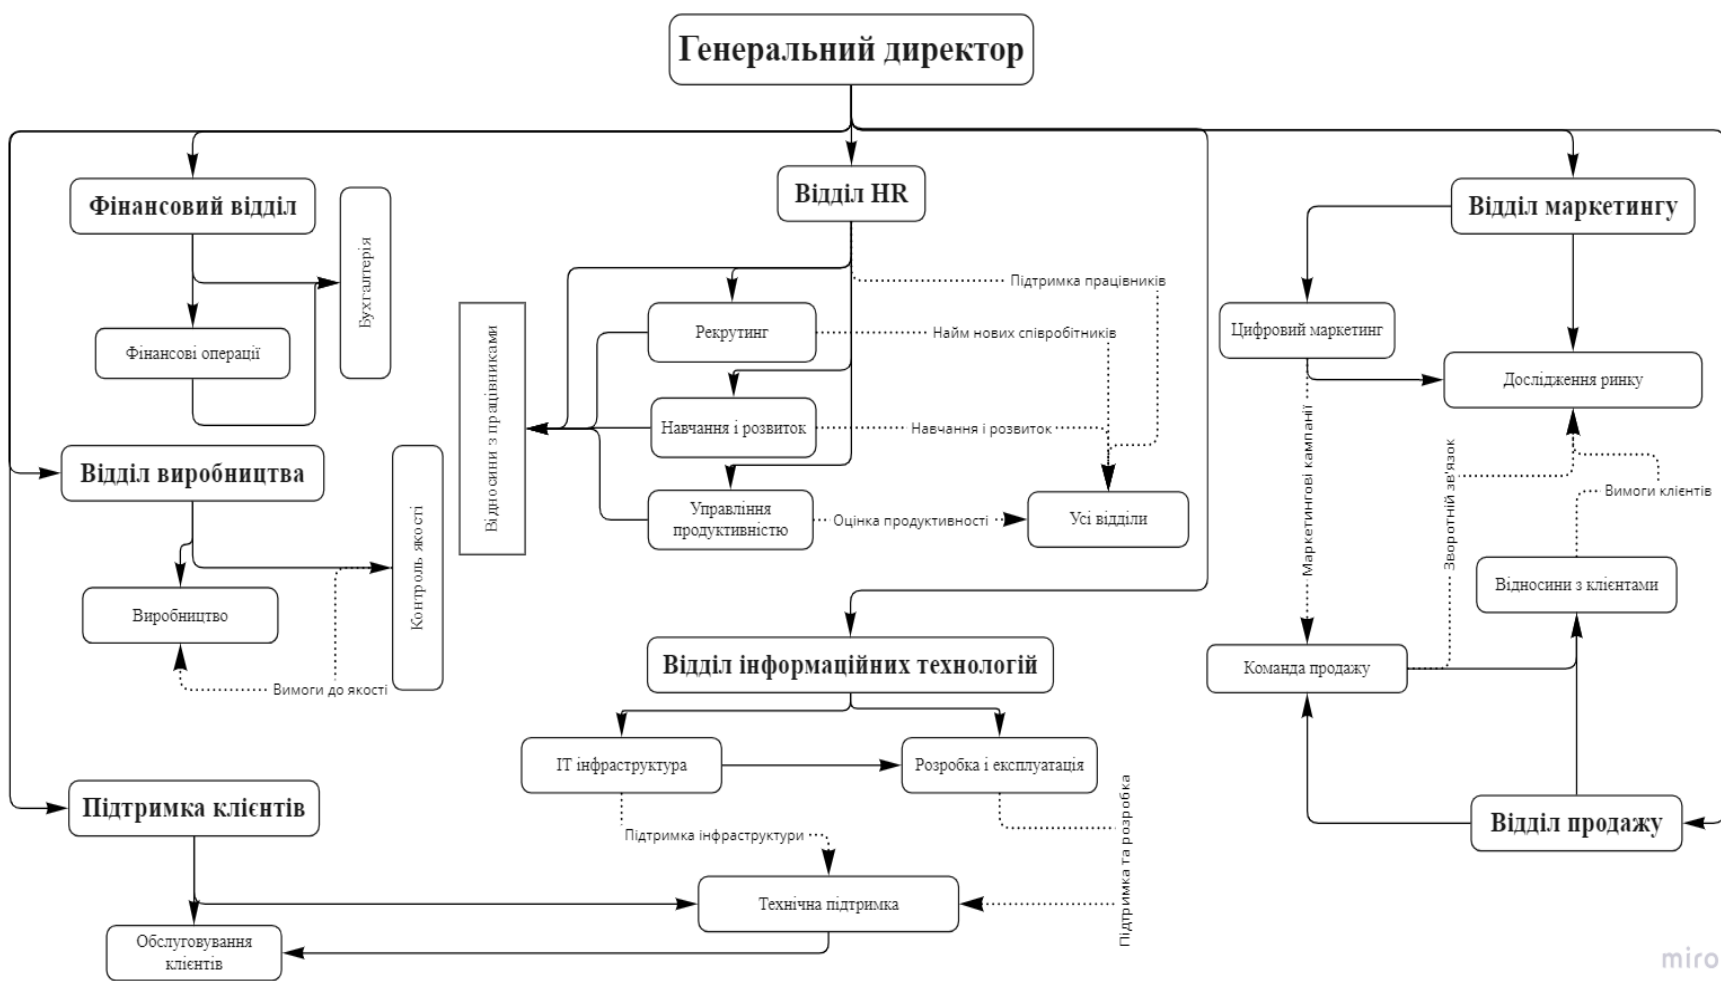 Генеральний директор
Фінансовий відділ
Бухгалтерія
Фінансові операції
Відділ HR
Підтримка працівників
Рекрутинг
Найм нових співробітників
Відносини з працівниками
Навчання і розвиток
Навчання і розвиток
Управління
продуктивністю
Оцінка продуктивності
Усі відділи
Відділ маркетингу
Цифровий маркетинг
Дослідження ринку
Маркетингові кампанії
Зворотній зв'язок
Вимоги клієнтів
Відносини з клієнтами
Команда продажу
Відділ продажу
Відділ виробництва
Контроль якості
Виробництво
Вимоги до якості
Відділ інформаційних технологій
ІТ інфраструктура
Розробка і експлуатація
Підтримка інфраструктури
Підтримка та розробка
Технічна підтримка
Підтримка клієнтів
Обслуговування
клієнтів
miro